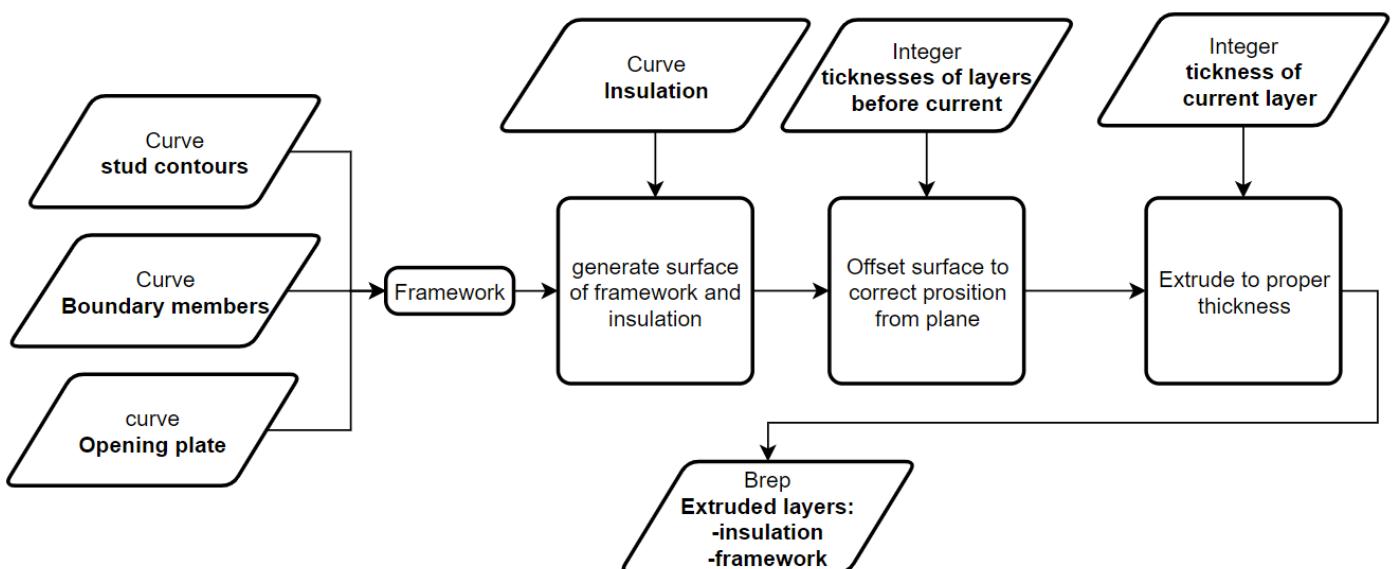 Curve
Insulation
Integer
ticknesses of layers
before current
Integer
tickness of
current layer
Curve
stud contours
Curve
Boundary members
curve
Opening plate
Framework
generate surface
of framework and
insulation
Offset surface to
correct prosition
from plane
Extrude to proper
thickness
Brep
Extruded layers:
-insulation
-framework